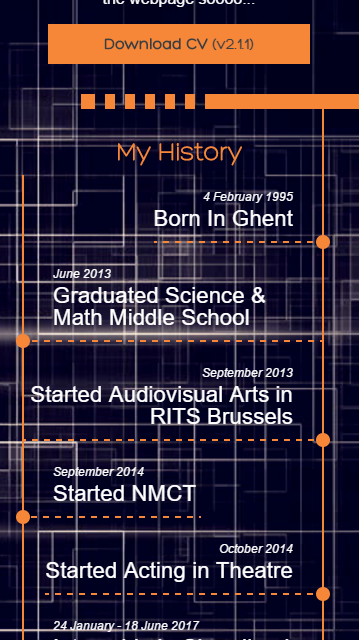 the webpage soooo...
Download CV (v2.1.1)
My History
4 February 1995
Born In Ghent
June 2013
Graduated Science &
Math Middle School
September 2013
Started Audiovisual Arts in
RITS Brussels
September 2014
Started NMCT
October 2014
Started Acting in Theatre
24 January - 18 June 2017